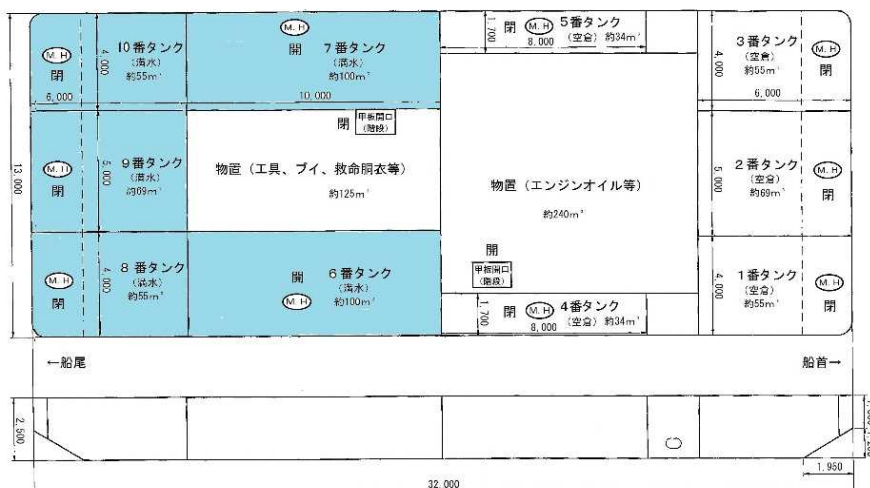 M.H
閉
10番タンク
(満水)
約55m³
4,000
6,000
M.H
開
7番タンク
(満水)
約100m³
10,000
1,700
閉
M.H
5番タンク
8,000
(空倉) 約34m³
3番タンク
(空倉)
約55m³
4,000
M.H
閉
6,000
13,000
M.H
閉
5,000
9番タンク
(満水)
約69m³
閉
甲板開口
(階段)
物置(工具、ブイ、救命胴衣等)
約125m³
物置(エンジンオイル等)
約240m³
5,000
2番タンク
(空倉)
約69m³
M.H
閉
M.H
閉
4,000
8番タンク
(満水)
約55m³
開
M.H
6番タンク
(満水)
約100m³
開
甲板開口
(階段)
1,700
閉
M.H
4番タンク
8,000
(空倉) 約34m³
4,000
1番タンク
(空倉)
約55m³
M.H
閉
←船尾
船首→
2,500
1,950
32.000